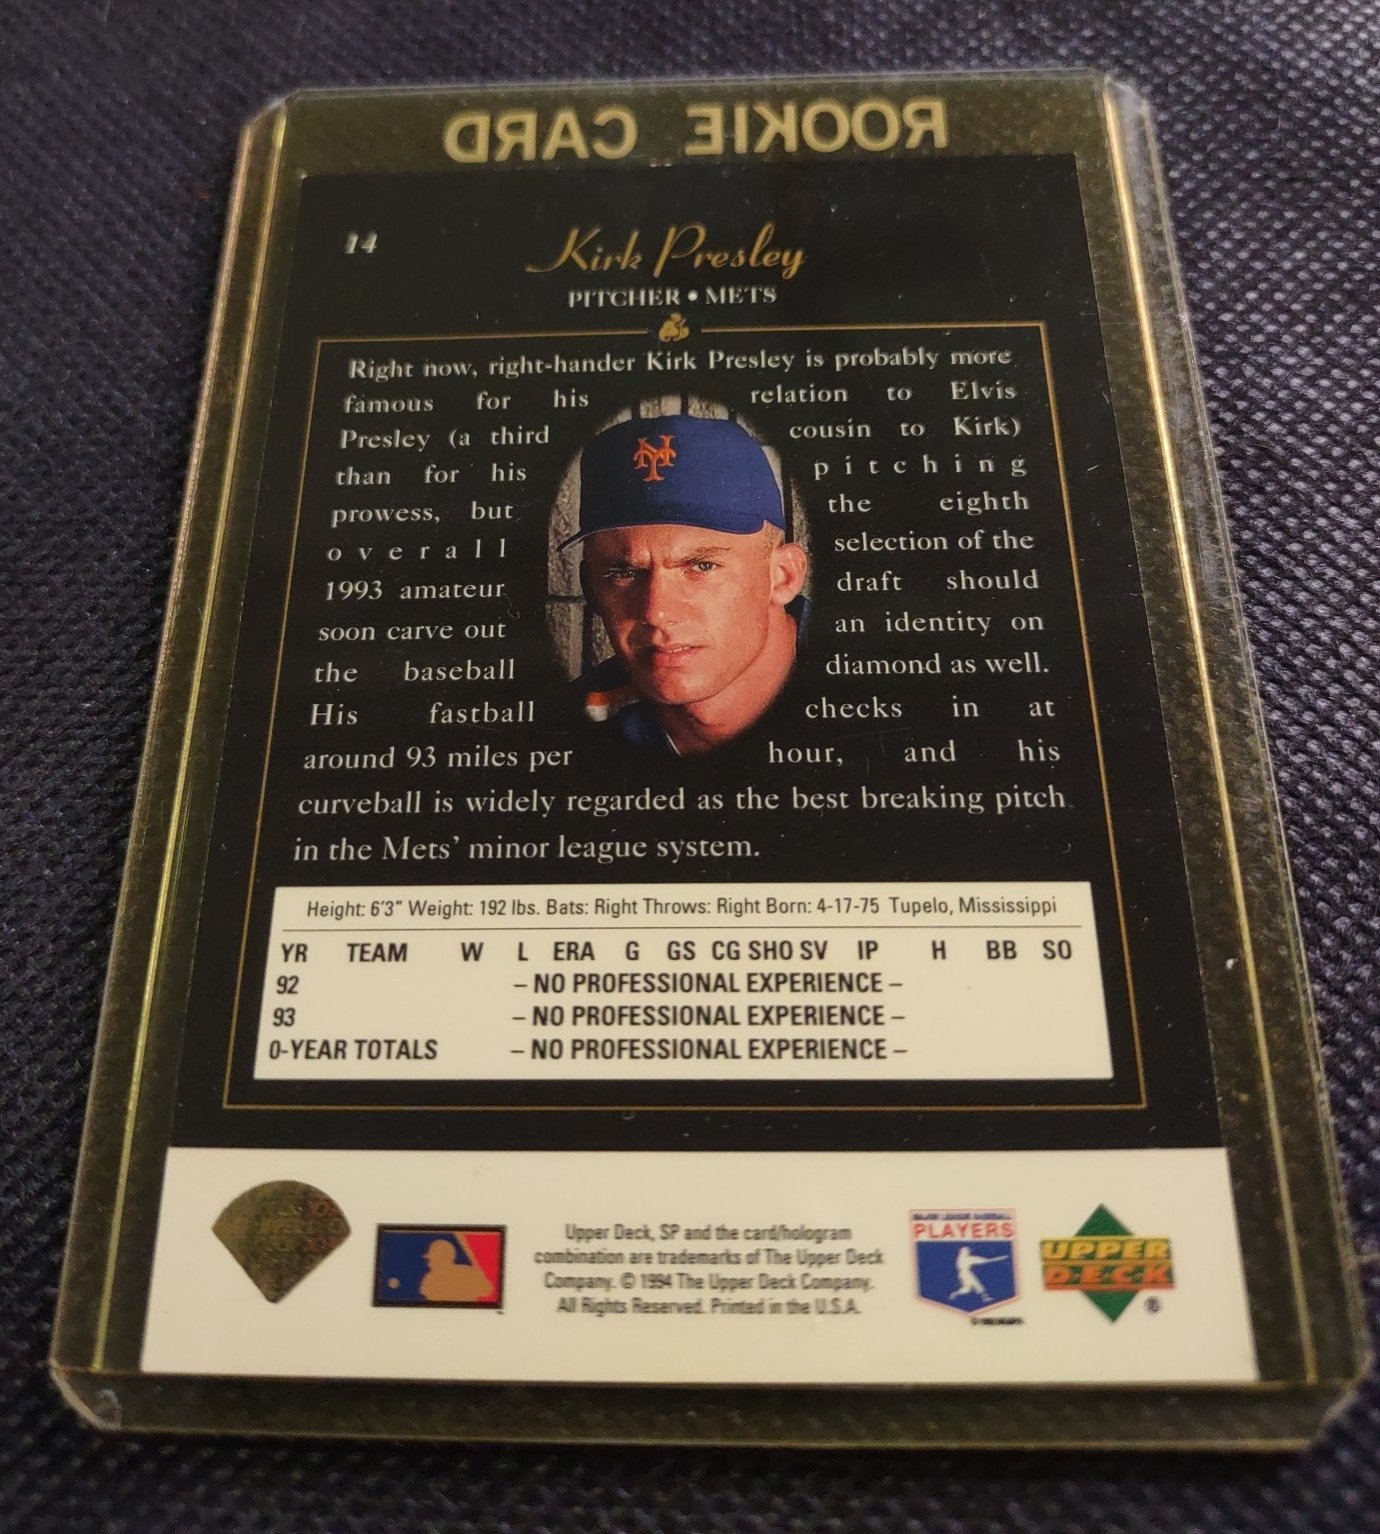 ROOKIE CARD
14
Kirk Presley
PITCHER • METS
Right now, right-hander Kirk Presley is probably more
famous for his relation to Elvis
Presley (a third cousin to Kirk)
than for his pitching
prowess, but the eighth
overall selection of the
1993 amateur draft should
soon carve out an identity on
the baseball diamond as well.
His fastball checks in at
around 93 miles per hour, and his
curveball is widely regarded as the best breaking pitch
in the Mets' minor league system.
Height: 6'3" Weight: 192 lbs. Bats: Right Throws: Right Born: 4-17-75 Tupelo, Mississippi
YR TEAM W L ERA G GS CG SHO SV IP H BB SO
92 – NO PROFESSIONAL EXPERIENCE –
93 – NO PROFESSIONAL EXPERIENCE –
0-YEAR TOTALS – NO PROFESSIONAL EXPERIENCE –
Upper Deck, SP and the card/hologram
combination are trademarks of The Upper Deck
Company. © 1994 The Upper Deck Company.
All Rights Reserved. Printed in the U.S.A.
MAJOR LEAGUE BASEBALL
PLAYERS
UPPER
DECK
®
NY